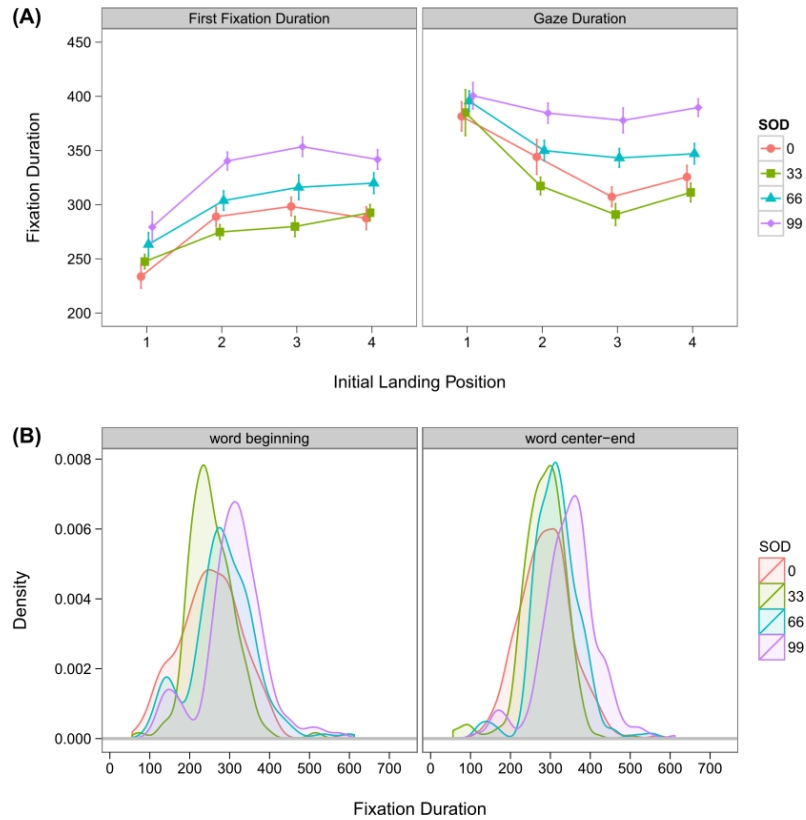 (A)
First Fixation Duration
Gaze Duration
450
400
350
300
250
200
Fixation Duration
1 2 3 4
1 2 3 4
Initial Landing Position
SOD
0
33
66
99
(B)
word beginning
word center−end
0.008
0.006
0.004
0.002
0.000
Density
0 100 200 300 400 500 600 700
0 100 200 300 400 500 600 700
Fixation Duration
SOD
0
33
66
99